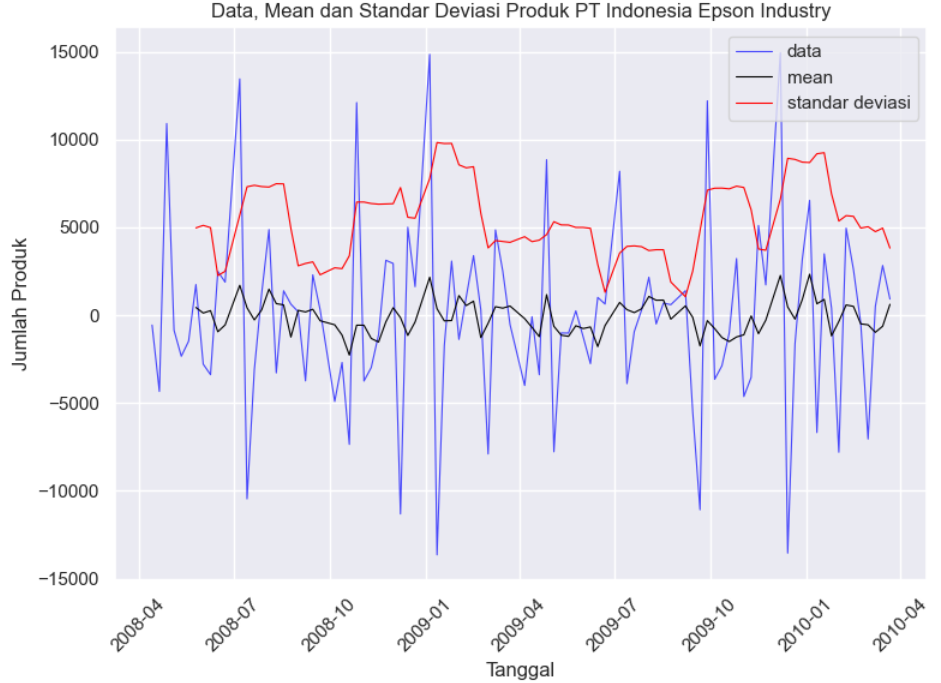 Data, Mean dan Standar Deviasi Produk PT Indonesia Epson Industry
data
mean
standar deviasi
Jumlah Produk
15000
10000
5000
0
−5000
−10000
−15000
2008-04
2008-07
2008-10
2009-01
2009-04
2009-07
2009-10
2010-01
2010-04
Tanggal